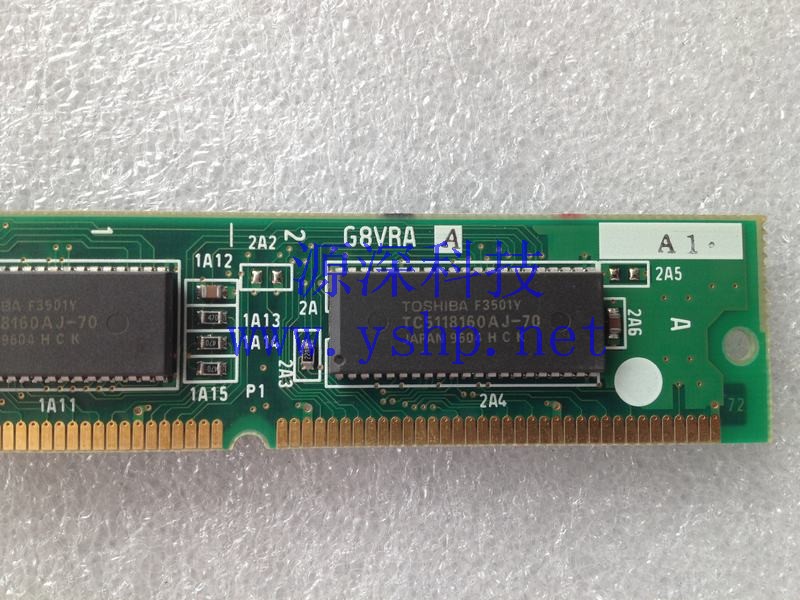 1
2A2
2
G8VRA A
A1.
1A12
源深科技
2A5
BA F3501Y
18160AJ-70
9604 H C K
1A13
1A14
1A15
2A
TOSHIBA F3501Y
TC5118160AJ-70
JAPAN 9604 H C K
2A6
A
www.yshp.net
2A3
1A11
P1
2A4
72